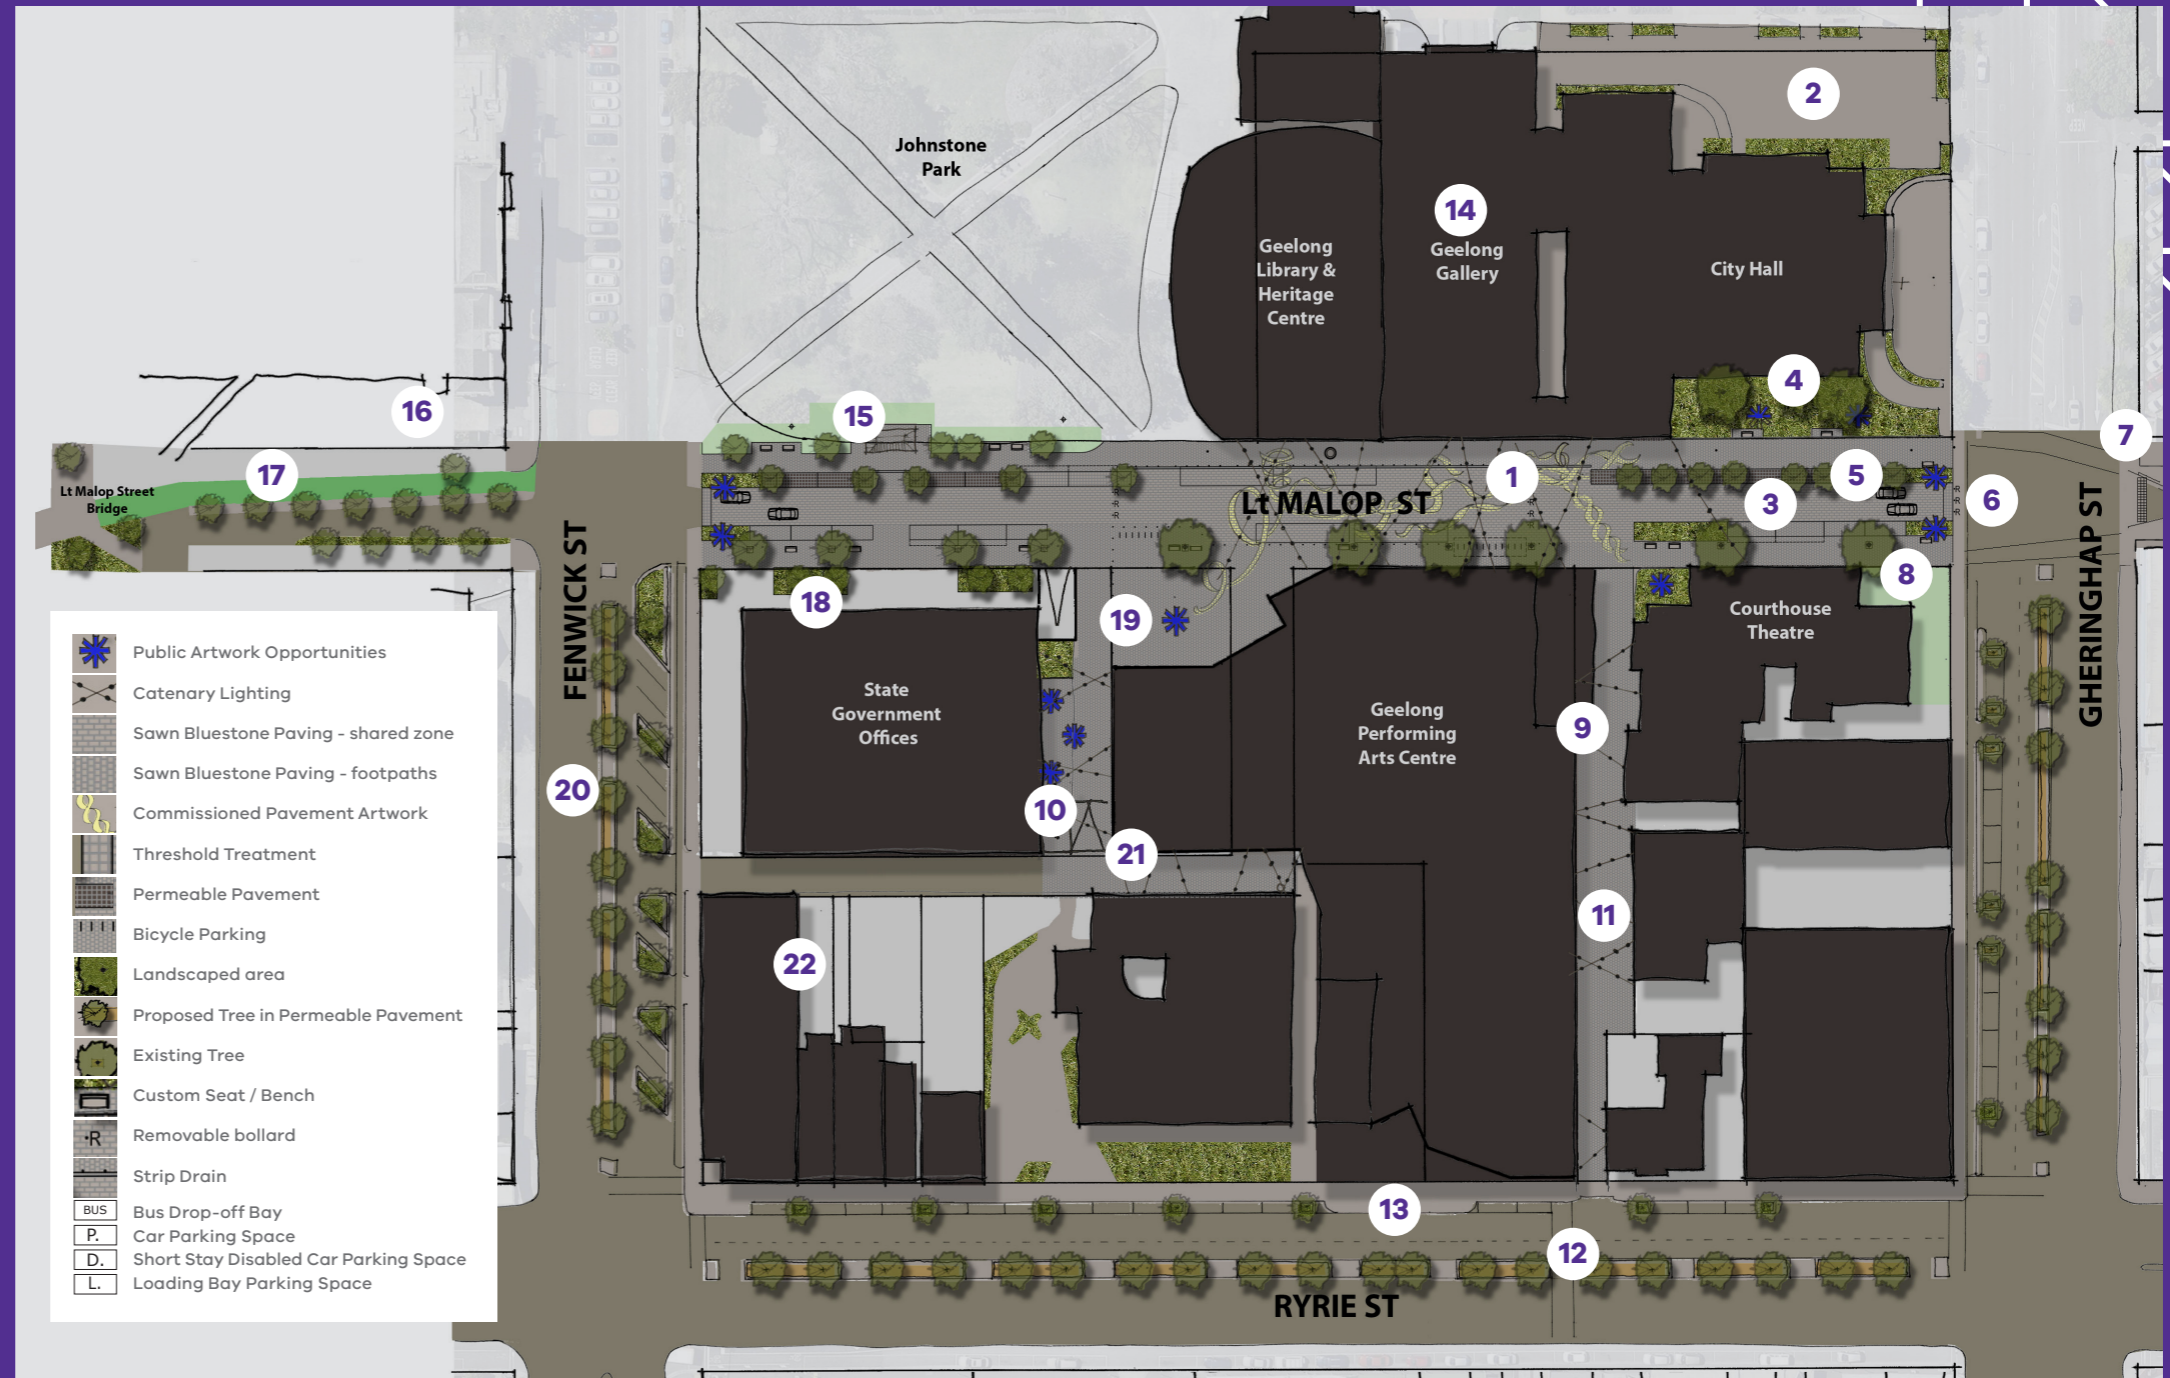 Johnstone
Park
2
14
Geelong
Library &
Heritage
Centre
Geelong
Gallery
City Hall
4
16
15
7
17
1
5
3
6
Lt Malop Street
Bridge
Lt MALOP ST
FENWICK ST
GHERINGHAP ST
8
18
19
Courthouse
Theatre
State
Government
Offices
Geelong
Performing
Arts Centre
9
20
10
21
11
22
13
12
RYRIE ST
Public Artwork Opportunities
Catenary Lighting
Sawn Bluestone Paving - shared zone
Sawn Bluestone Paving - footpaths
Commissioned Pavement Artwork
Threshold Treatment
Permeable Pavement
Bicycle Parking
Landscaped area
Proposed Tree in Permeable Pavement
Existing Tree
Custom Seat / Bench
·R Removable bollard
Strip Drain
BUS Bus Drop-off Bay
P. Car Parking Space
D. Short Stay Disabled Car Parking Space
L. Loading Bay Parking Space